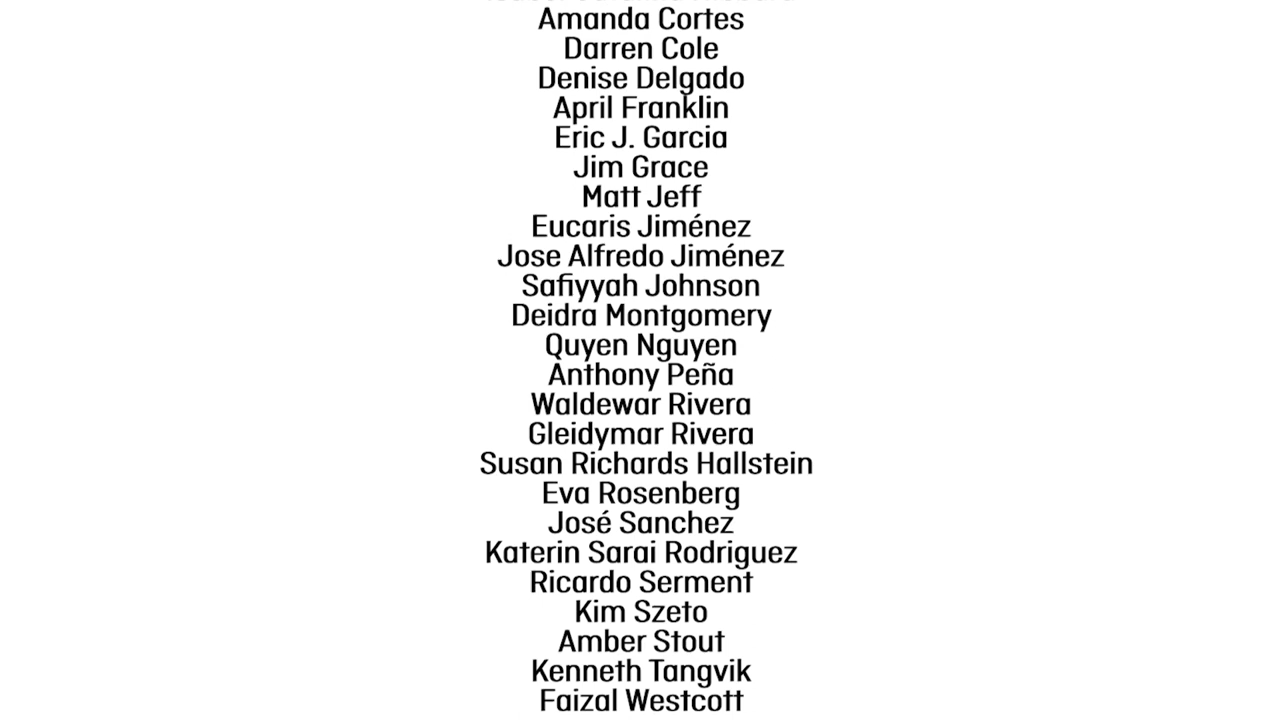 Amanda Cortes
Darren Cole
Denise Delgado
April Franklin
Eric J. Garcia
Jim Grace
Matt Jeff
Eucaris Jiménez
Jose Alfredo Jiménez
Safiyyah Johnson
Deidra Montgomery
Quyen Nguyen
Anthony Peña
Waldewar Rivera
Gleidymar Rivera
Susan Richards Hallstein
Eva Rosenberg
José Sanchez
Katerin Sarai Rodriguez
Ricardo Serment
Kim Szeto
Amber Stout
Kenneth Tangvik
Faizal Westcott